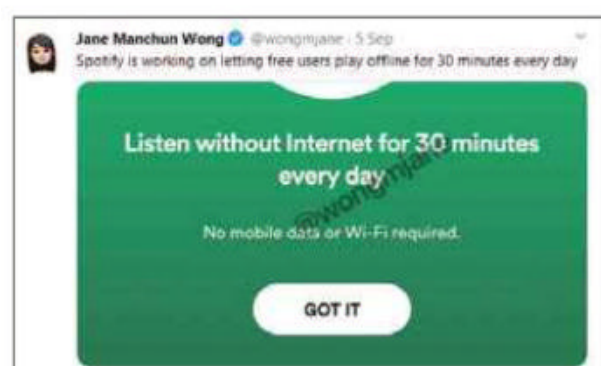 Jane Manchun Wong @wongmjane · 5 Sep
Spotify is working on letting free users play offline for 30 minutes every day
Listen without Internet for 30 minutes
every day
@wongmjane
No mobile data or Wi-Fi required.
GOT IT